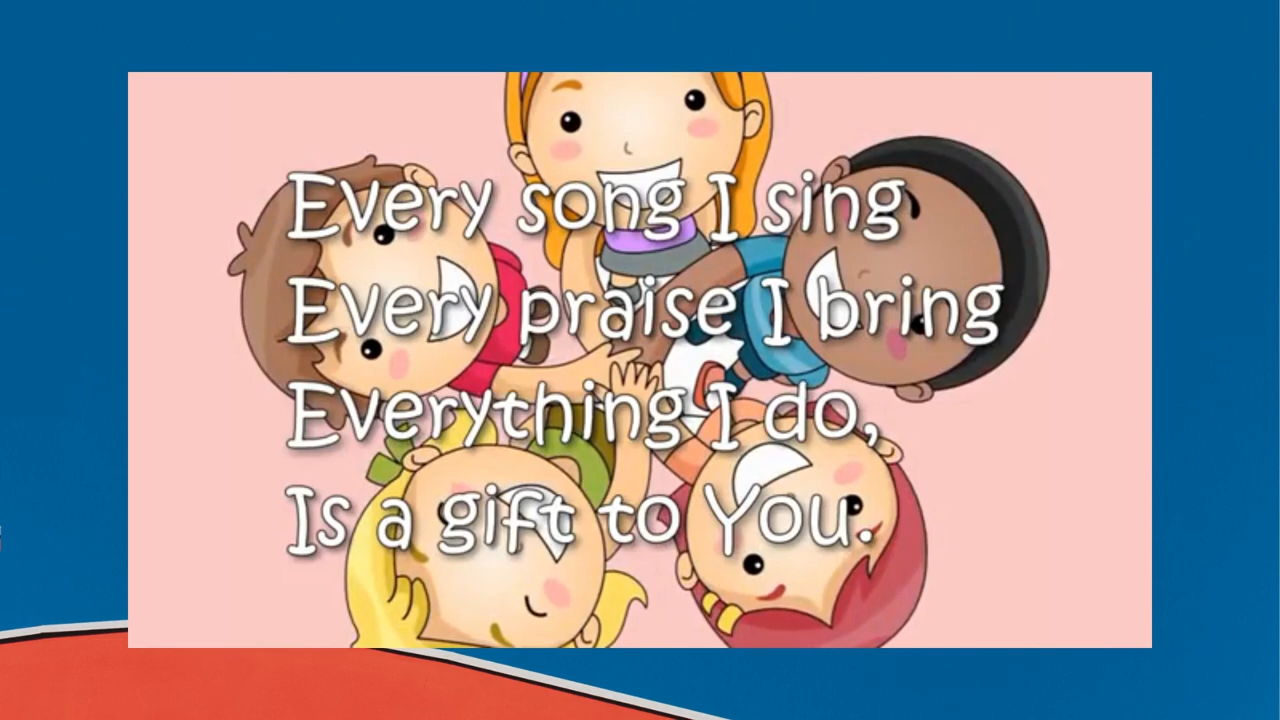 Every song I sing
Every praise I bring
Everything I do,
Is a gift to You.